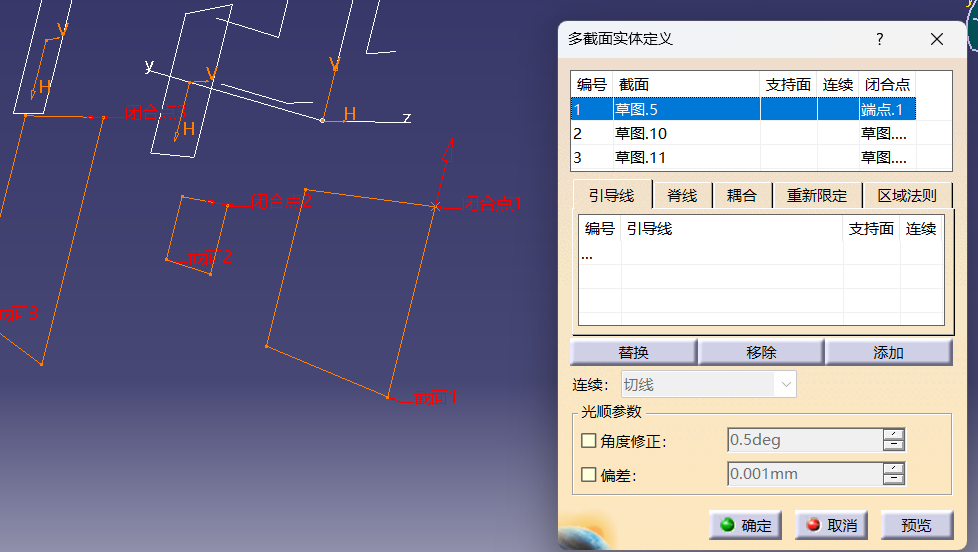 V
H
y
V
H
V
H
z
闭合点3
闭合点2
闭合点1
截面2
截面3
截面1
多截面实体定义
?
编号 截面 支持面 连续 闭合点
1 草图.5 端点.1
2 草图.10 草图....
3 草图.11 草图....
引导线 脊线 耦合 重新限定 区域法则
编号 引导线 支持面 连续
...
替换 移除 添加
连续: 切线
光顺参数
角度修正: 0.5deg
偏差: 0.001mm
确定 取消 预览